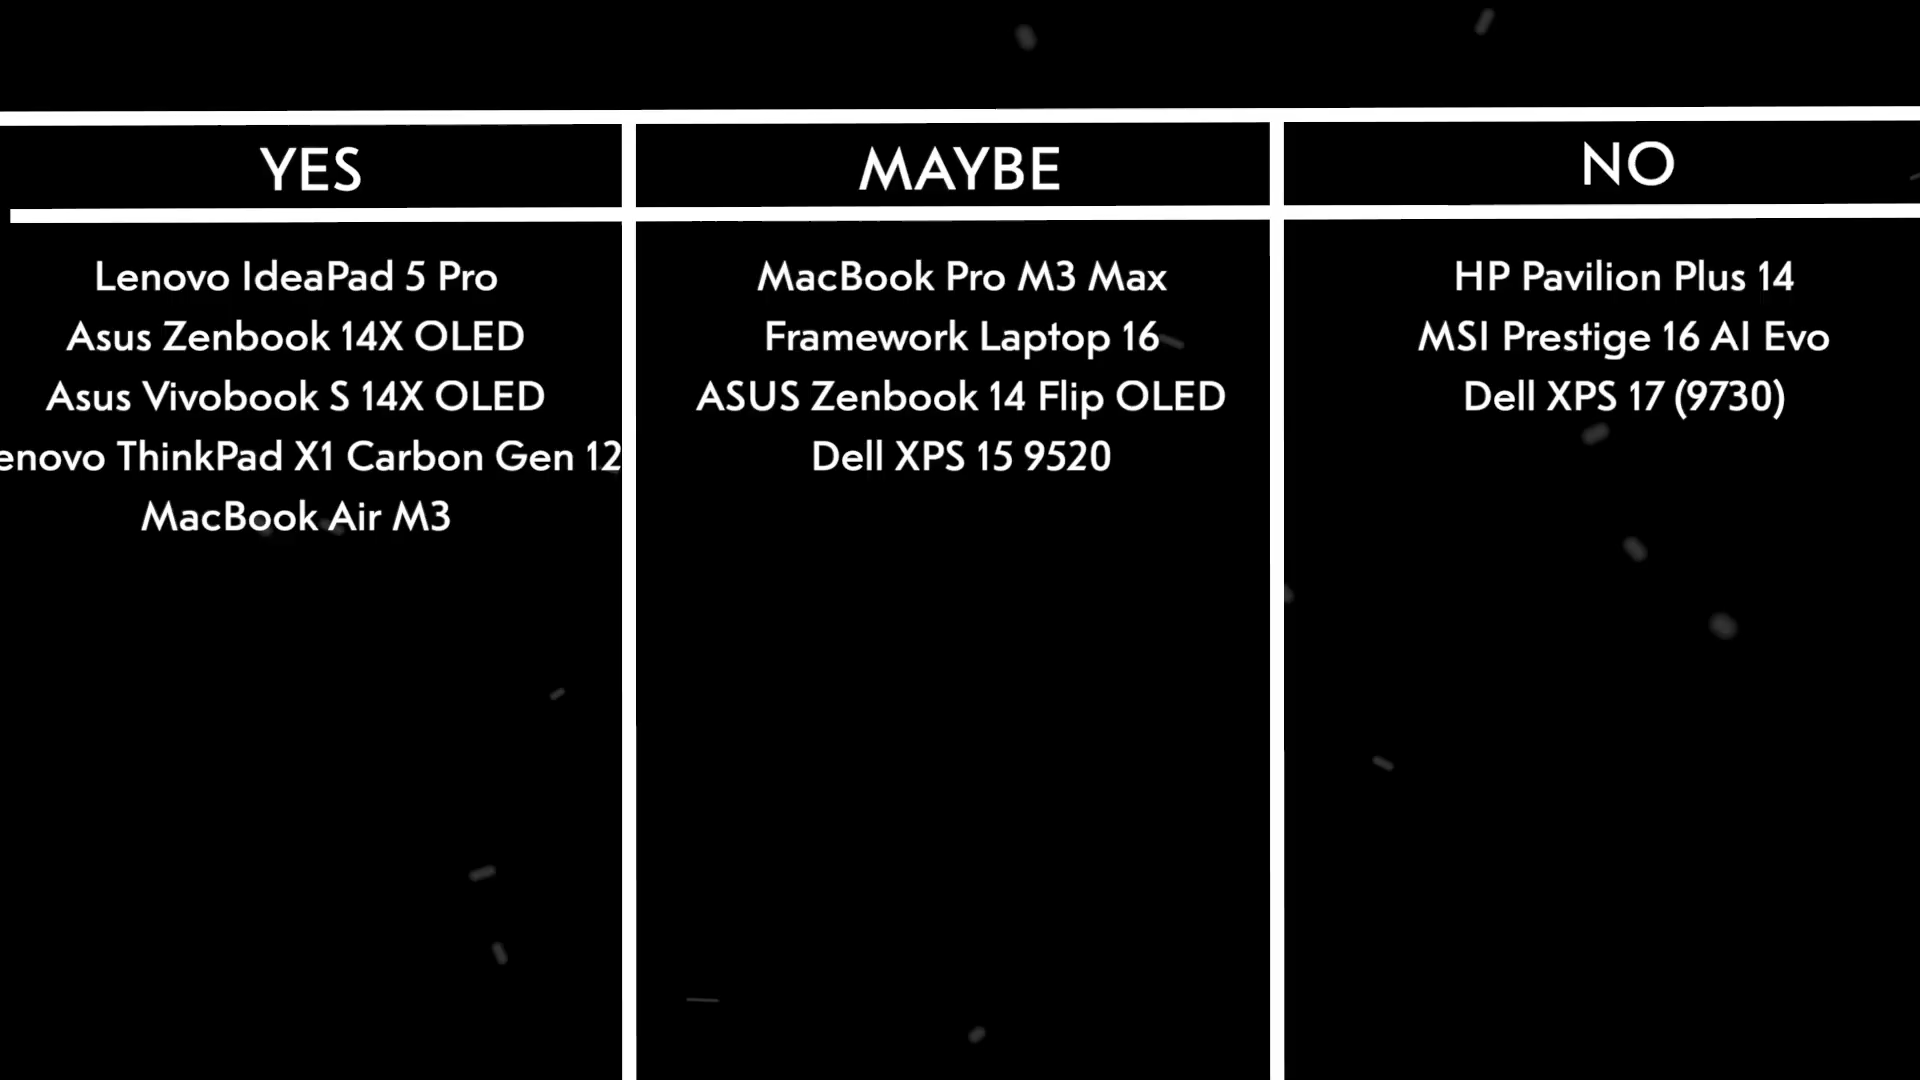 YES
MAYBE
NO
Lenovo IdeaPad 5 Pro
Asus Zenbook 14X OLED
Asus Vivobook S 14X OLED
enovo ThinkPad X1 Carbon Gen 12
MacBook Air M3
MacBook Pro M3 Max
Framework Laptop 16
ASUS Zenbook 14 Flip OLED
Dell XPS 15 9520
HP Pavilion Plus 14
MSI Prestige 16 AI Evo
Dell XPS 17 (9730)